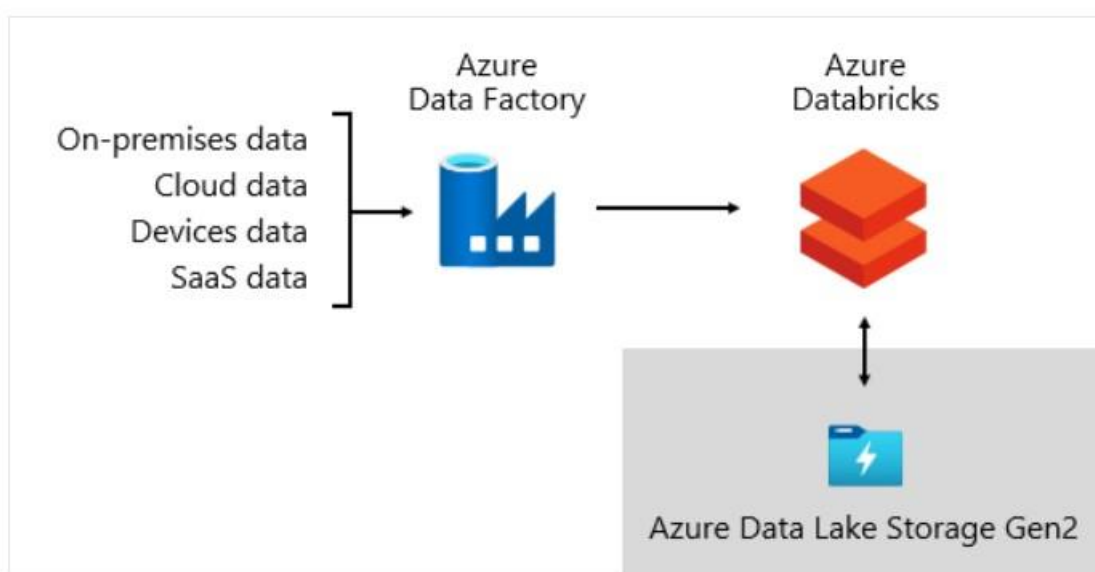 Azure
Data Factory
Azure
Databricks
On-premises data
Cloud data
Devices data
SaaS data
Azure Data Lake Storage Gen2